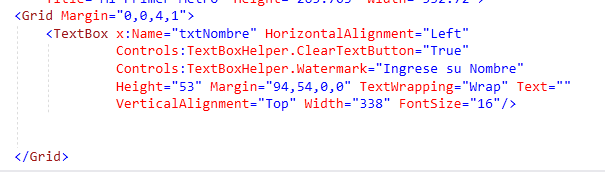 <Grid Margin="0,0,4,1">
<TextBox x:Name="txtNombre" HorizontalAlignment="Left"
Controls:TextBoxHelper.ClearTextButton="True"
Controls:TextBoxHelper.Watermark="Ingrese su Nombre"
Height="53" Margin="94,54,0,0" TextWrapping="Wrap" Text=""
VerticalAlignment="Top" Width="338" FontSize="16"/>
</Grid>